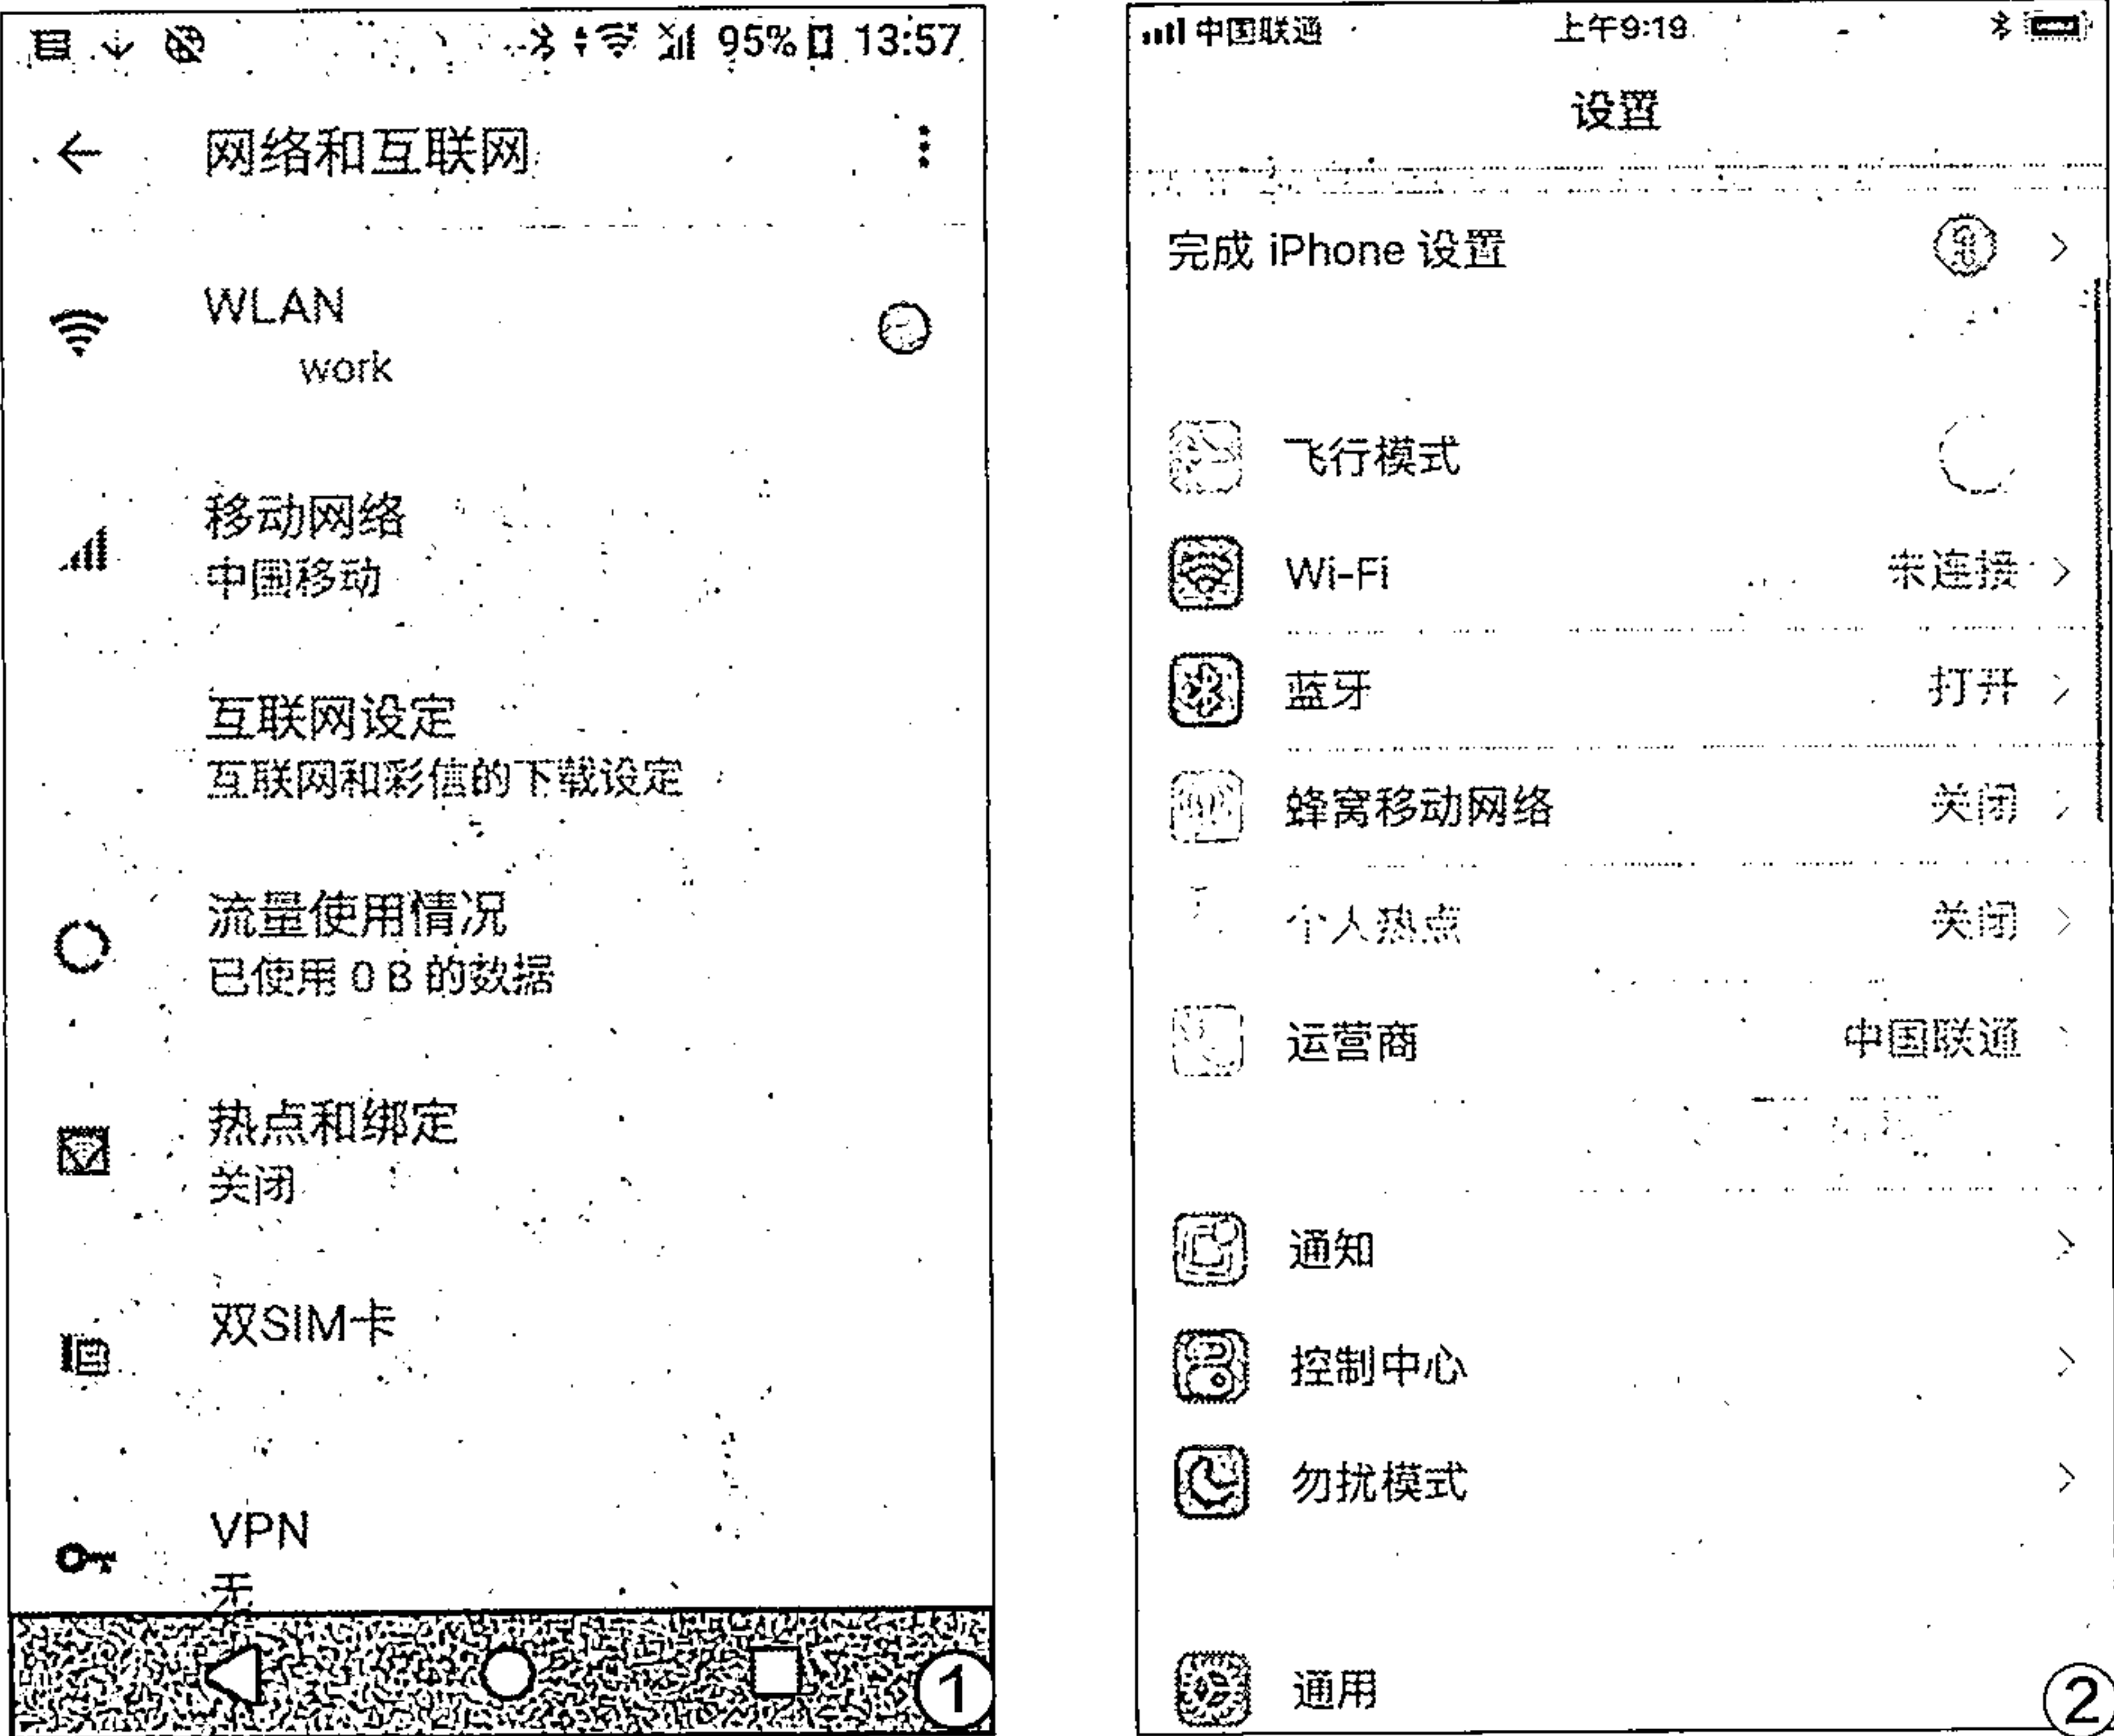 95% 13:57
网络和互联网
WLAN
work
移动网络
中国移动
互联网设定
互联网和彩信的下载设定
流量使用情况
已使用 0 B 的数据
热点和绑定
关闭
双SIM卡
VPN
无
①
中国联通 上午9:19
设置
完成 iPhone 设置
飞行模式
Wi-Fi 未连接
蓝牙 打开
蜂窝移动网络 关闭
个人热点 关闭
运营商 中国联通
通知
控制中心
勿扰模式
通用
②